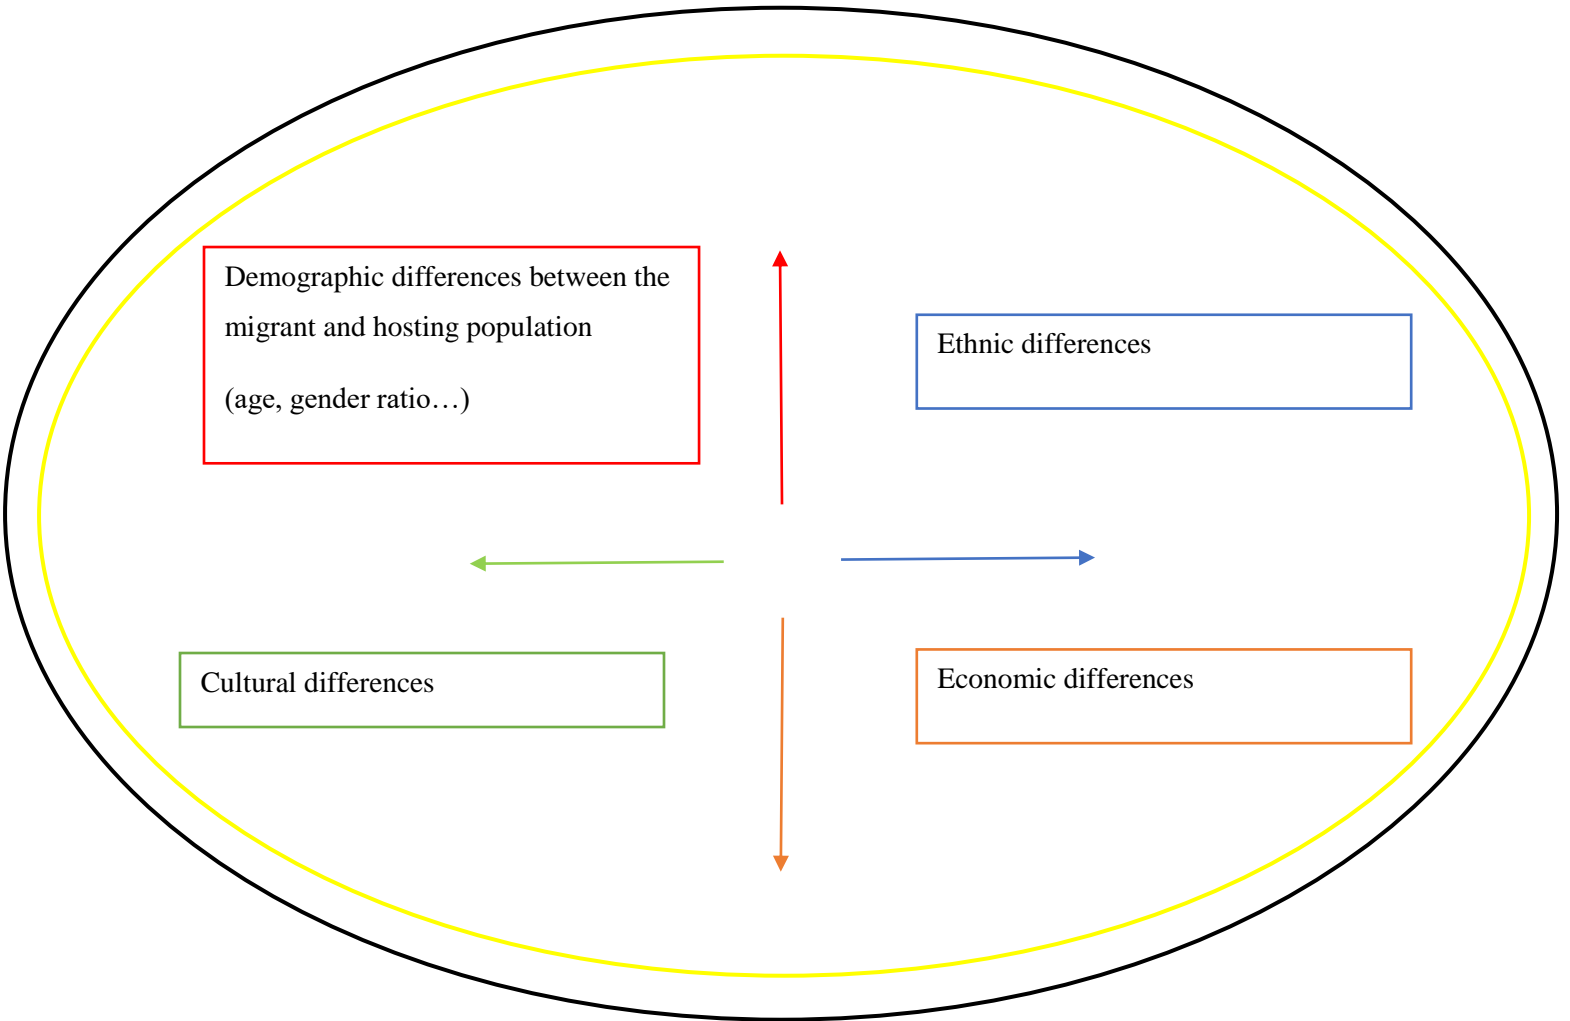 Demographic differences between the
migrant and hosting population
(age, gender ratio…)
Ethnic differences
Cultural differences
Economic differences